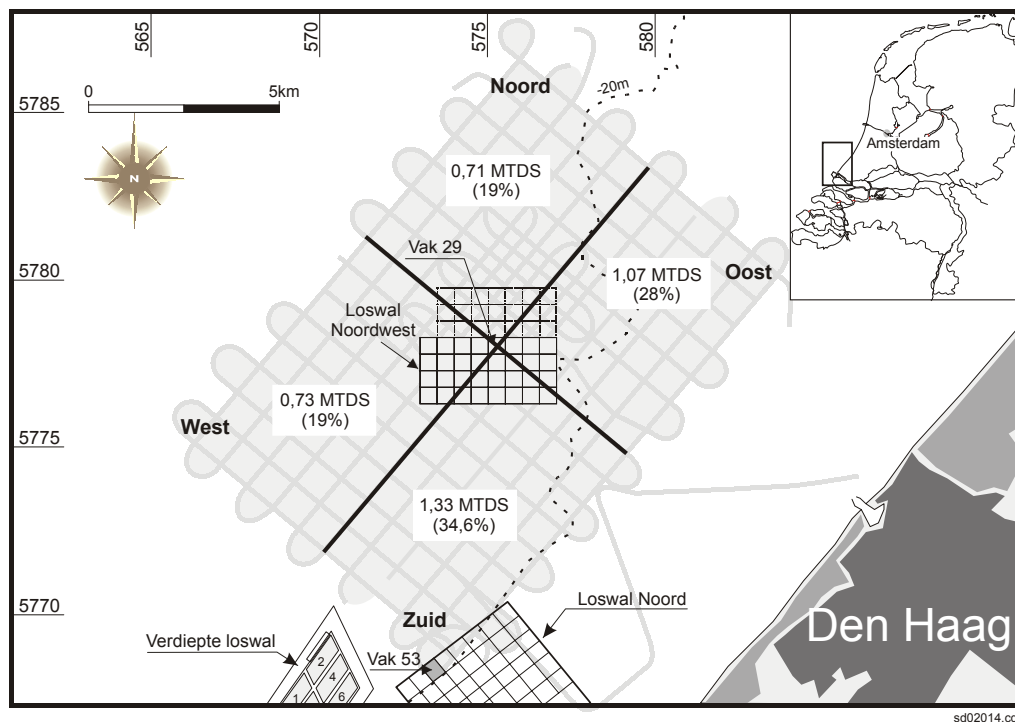 565
570
575
580
5785
5780
5775
5770
0
5km
N
Noord
-20m
Amsterdam
0,71 MTDS
(19%)
Vak 29
1,07 MTDS
(28%)
Oost
Loswal
Noordwest
0,73 MTDS
(19%)
West
1,33 MTDS
(34,6%)
Zuid
Loswal Noord
Verdiepte loswal
Vak 53
2
4
1
6
Den Haag